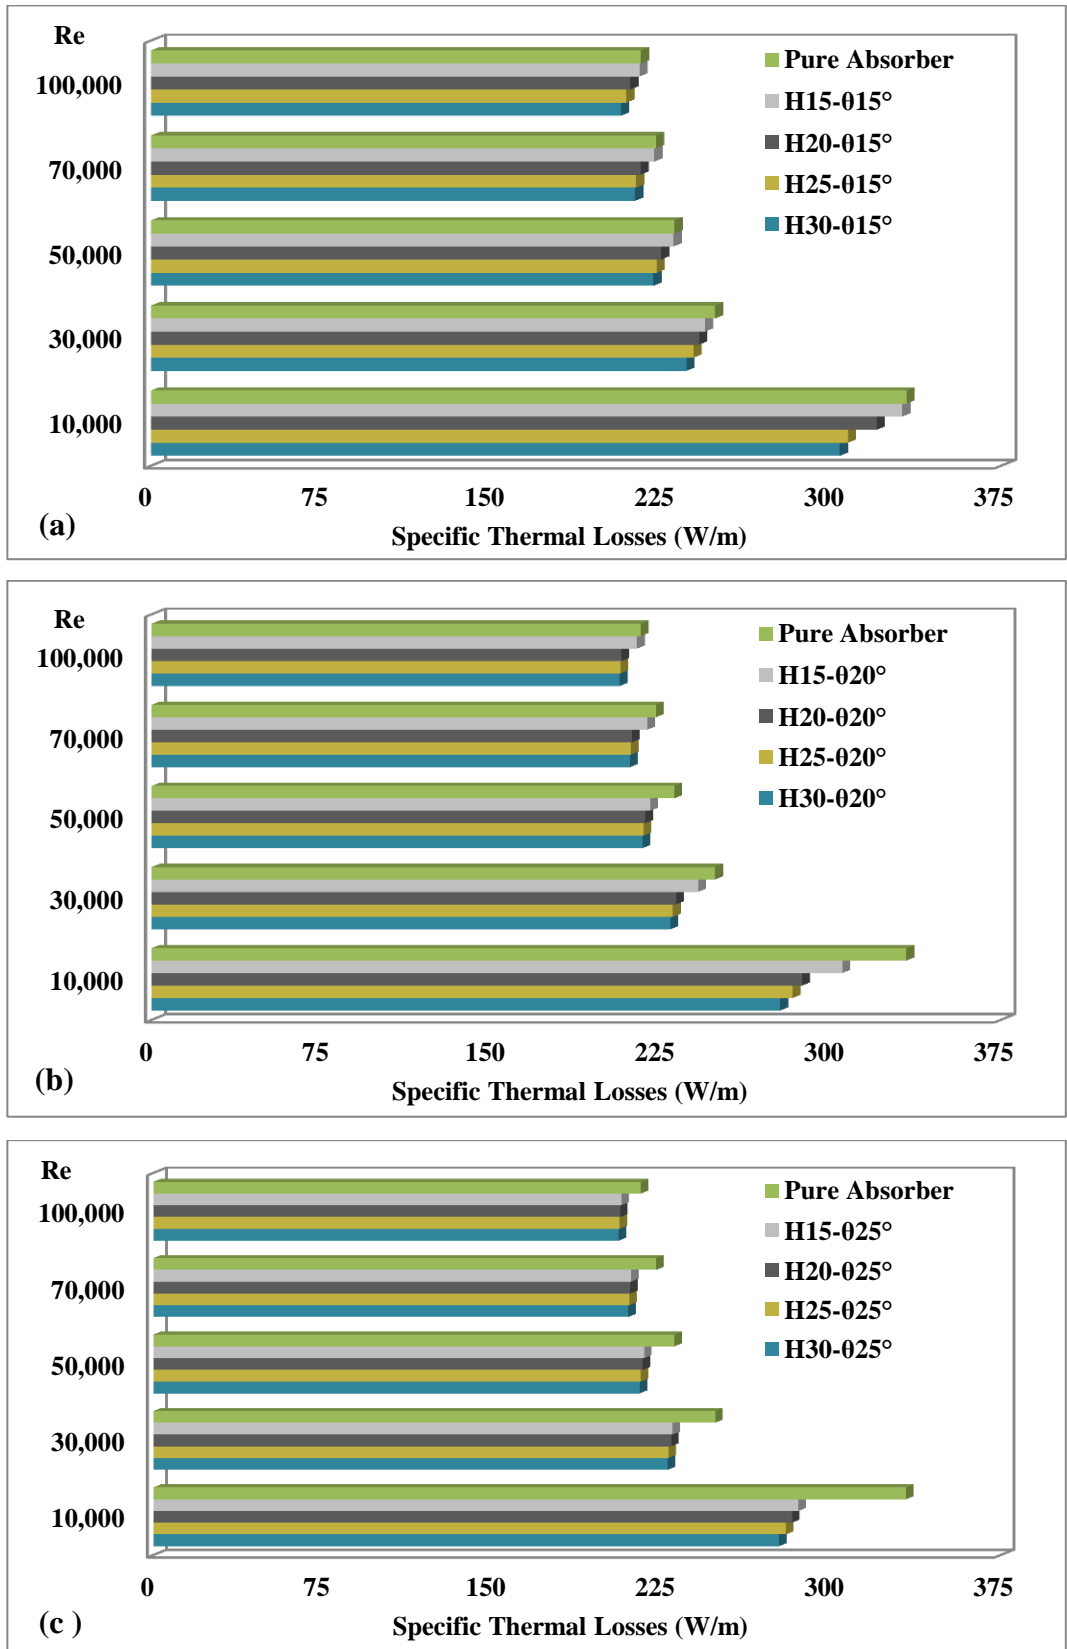 Re
100,000
70,000
50,000
30,000
10,000
Pure Absorber
H15-θ15°
H20-θ15°
H25-θ15°
H30-θ15°
0 75 150 225 300 375
(a)
Specific Thermal Losses (W/m)
Re
100,000
70,000
50,000
30,000
10,000
Pure Absorber
H15-θ20°
H20-θ20°
H25-θ20°
H30-θ20°
0 75 150 225 300 375
(b)
Specific Thermal Losses (W/m)
Re
100,000
70,000
50,000
30,000
10,000
Pure Absorber
H15-θ25°
H20-θ25°
H25-θ25°
H30-θ25°
0 75 150 225 300 375
(c )
Specific Thermal Losses (W/m)